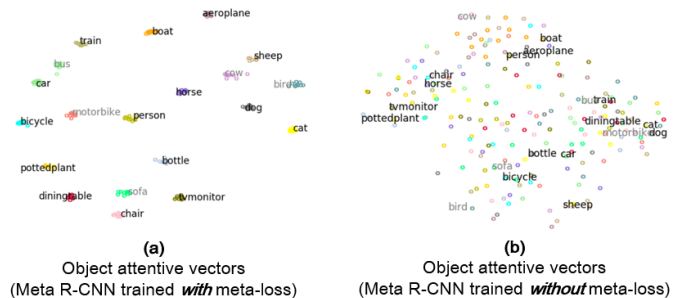 aeroplane
train
boat
bus
sheep
cow
bird
car
horse
dog
bicycle
motorbike
person
cat
pottedplant
bottle
diningtable
sofa
tvmonitor
chair
(a)
Object attentive vectors
(Meta R-CNN trained with meta-loss)
cow
boat
person
aeroplane
chair
horse
tvmonitor
bus
train
pottedplant
diningtable
cat
motorbike
dog
bottle
car
sofa
bicycle
bird
sheep
(b)
Object attentive vectors
(Meta R-CNN trained without meta-loss)